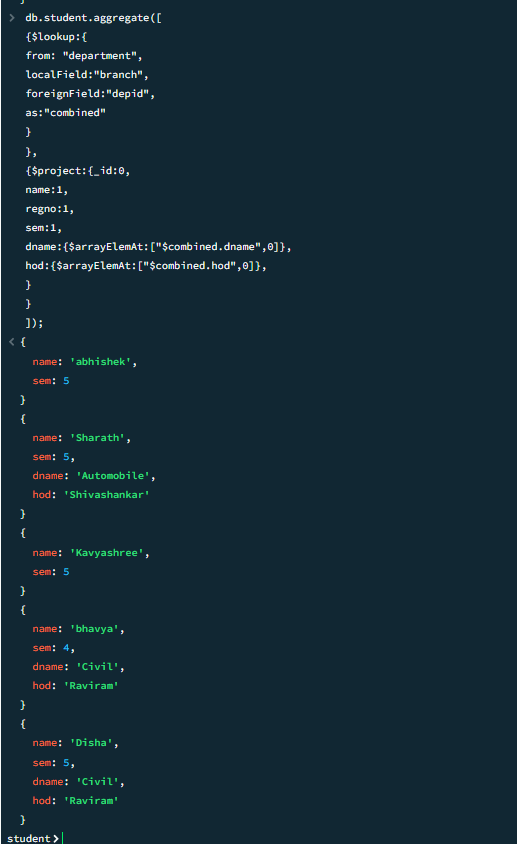 }
> db.student.aggregate([
{$lookup:{
from: "department",
localField:"branch",
foreignField:"depid",
as:"combined"
}
},
{$project:{_id:0,
name:1,
regno:1,
sem:1,
dname:{$arrayElemAt:["$combined.dname",0]},
hod:{$arrayElemAt:["$combined.hod",0]},
}
}
]);
< {
name: 'abhishek',
sem: 5
}
{
name: 'Sharath',
sem: 5,
dname: 'Automobile',
hod: 'Shivashankar'
}
{
name: 'Kavyashree',
sem: 5
}
{
name: 'bhavya',
sem: 4,
dname: 'Civil',
hod: 'Raviram'
}
{
name: 'Disha',
sem: 5,
dname: 'Civil',
hod: 'Raviram'
}
student>